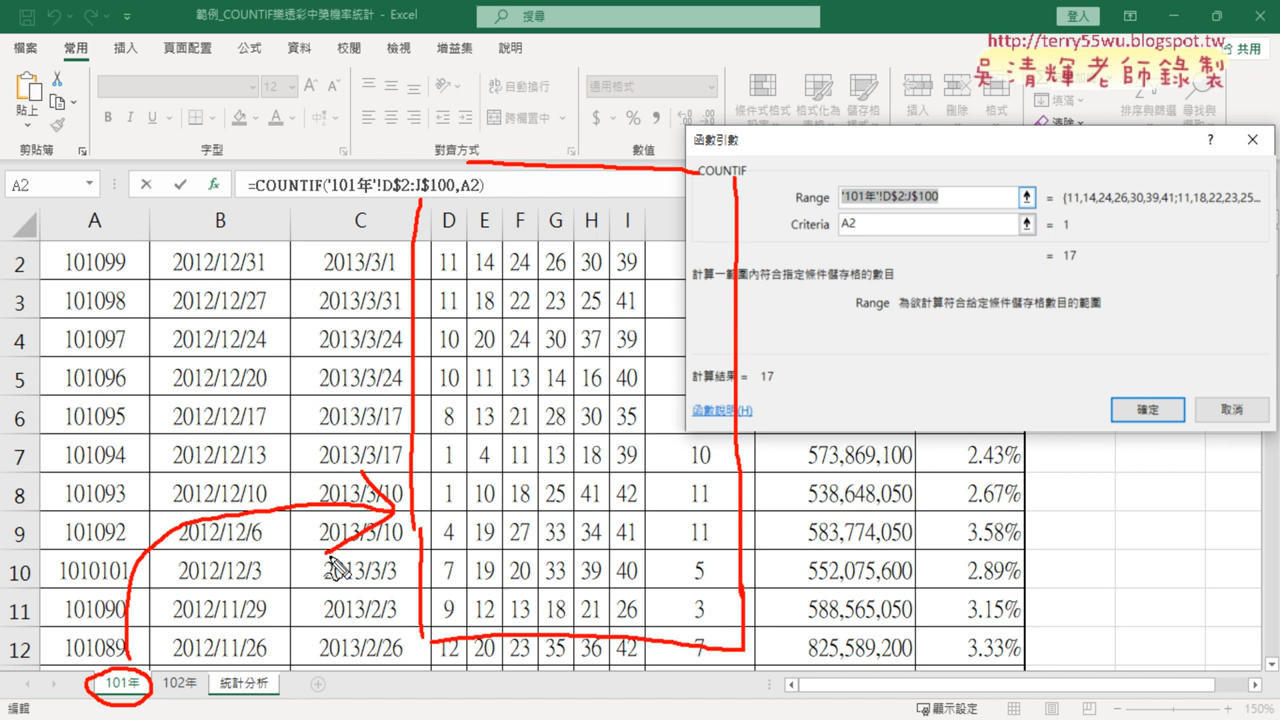 範例_COUNTIF樂透彩中獎機率統計 - Excel
搜尋
登入
檔案 常用 插入 頁面配置 公式 資料 校閱 檢視 增益集 說明
共用
http://terry55wu.blogspot.tw
吳清輝老師錄製
貼上
12
自動換行
跨欄置中
通用格式
條件式格式設定
格式化為
儲存格
插入 刪除 格式
填滿
清除
排序與篩選
尋找與
剪貼簿 字型 對齊方式 數值
A2
=COUNTIF('101年'!D$2:J$100,A2)
函數引數
COUNTIF
Range '101年'!D$2:J$100 = {11,14,24,26,30,39,41;11,18,22,23,25...
Criteria A2 = 1
= 17
計算一範圍內符合指定條件儲存格的數目
Range 為欲計算符合給定條件儲存格數目的範圍
計算結果 = 17
函數說明(H)
確定 取消
A B C D E F G H I
2 101099 2012/12/31 2013/3/1 11 14 24 26 30 39
3 101098 2012/12/27 2013/3/31 11 18 22 23 25 41
4 101097 2012/12/24 2013/3/24 10 20 24 30 37 39
5 101096 2012/12/20 2013/3/24 10 11 13 14 16 40
6 101095 2012/12/17 2013/3/17 8 13 21 28 30 35
7 101094 2012/12/13 2013/3/17 1 4 11 13 18 39 10 573,869,100 2.43%
8 101093 2012/12/10 2013/3/10 1 10 18 25 41 42 11 538,648,050 2.67%
9 101092 2012/12/6 2013/3/10 4 19 27 33 34 41 11 583,774,050 3.58%
10 1010101 2012/12/3 2013/3/3 7 19 20 33 39 40 5 552,075,600 2.89%
11 101090 2012/11/29 2013/2/3 9 12 13 18 21 26 3 588,565,050 3.15%
12 101089 2012/11/26 2013/2/26 12 20 23 35 36 42 7 825,589,200 3.33%
101年 102年 統計分析
編輯
顯示設定
150%